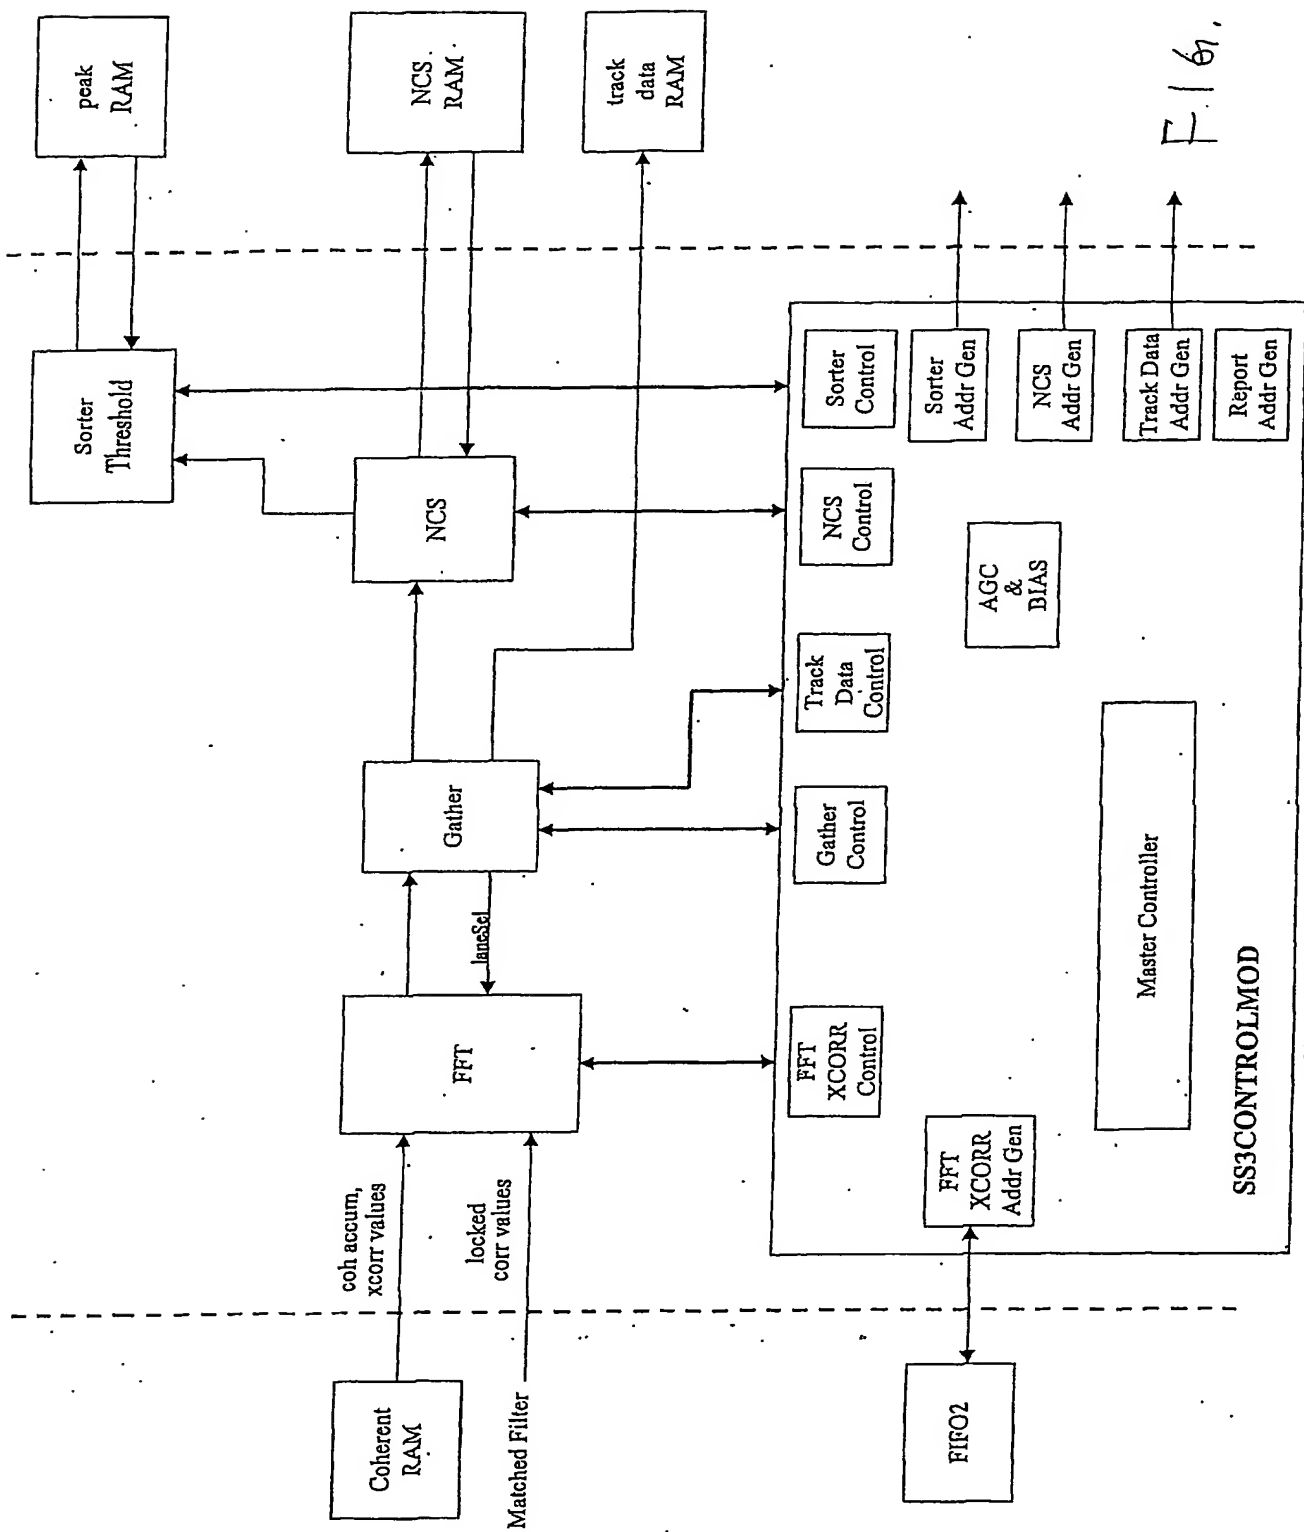 peak
RAM
NCS
RAM
track
data
RAM
Sorter
Threshold
NCS
Gather
laneSel
FFT
coh accum,
xcorr values
locked
corr values
Coherent
RAM
Matched Filter
FIFO2
FFT
XCORR
Control
Gather
Control
Track
Data
Control
NCS
Control
Sorter
Control
Sorter
Addr Gen
NCS
Addr Gen
Track Data
Addr Gen
Report
Addr Gen
AGC
&
BIAS
FFT
XCORR
Addr Gen
Master Controller
SS3CONTROLMOD